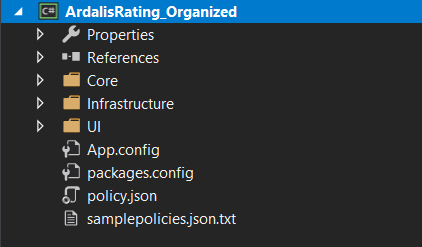 C# ArdalisRating_Organized
Properties
References
Core
Infrastructure
UI
App.config
packages.config
policy.json
samplepolicies.json.txt